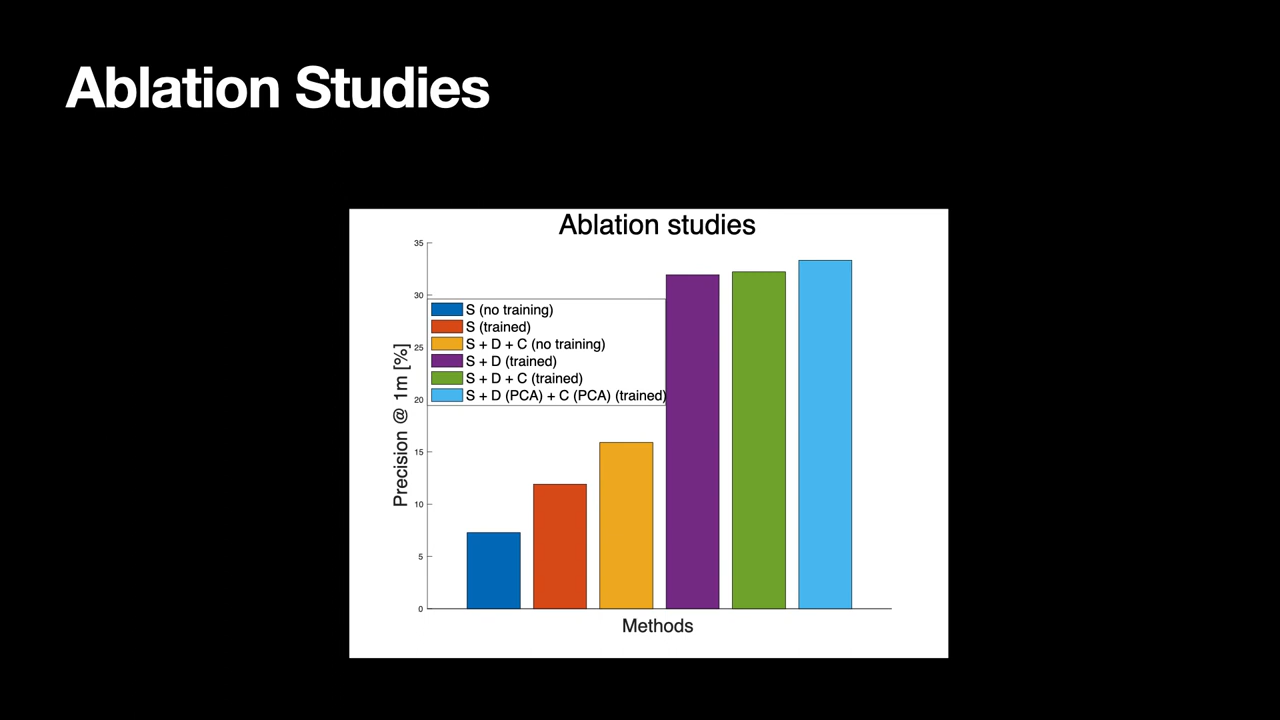 Ablation Studies
Ablation studies
35
30
25
20
15
10
5
0
Precision @ 1m [%]
S (no training)
S (trained)
S + D + C (no training)
S + D (trained)
S + D + C (trained)
S + D (PCA) + C (PCA) (trained)
Methods